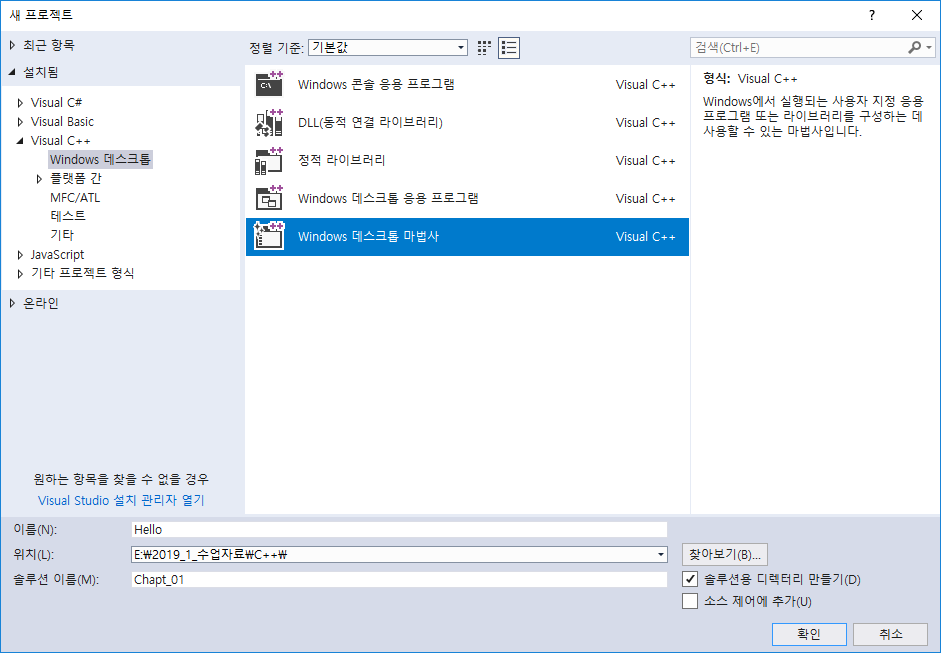 새 프로젝트
?
최근 항목
정렬 기준: 기본값
검색(Ctrl+E)
설치됨
Visual C#
Visual Basic
Visual C++
Windows 데스크톱
플랫폼 간
MFC/ATL
테스트
기타
JavaScript
기타 프로젝트 형식
온라인
원하는 항목을 찾을 수 없을 경우
Visual Studio 설치 관리자 열기
Windows 콘솔 응용 프로그램 Visual C++
DLL(동적 연결 라이브러리) Visual C++
정적 라이브러리 Visual C++
Windows 데스크톱 응용 프로그램 Visual C++
Windows 데스크톱 마법사 Visual C++
형식: Visual C++
Windows에서 실행되는 사용자 지정 응용
프로그램 또는 라이브러리를 구성하는 데
사용할 수 있는 마법사입니다.
이름(N): Hello
위치(L): E:₩2019_1_수업자료₩C++₩ 찾아보기(B)...
솔루션 이름(M): Chapt_01
솔루션용 디렉터리 만들기(D)
소스 제어에 추가(U)
확인 취소